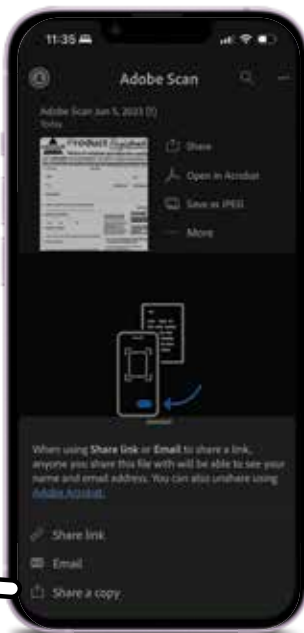 11:35
Adobe Scan
Adobe Scan Jun 5, 2023 (1)
Today
Product
Share
Open in Acrobat
Save as JPEG
More
When using Share link or Email to share a link,
anyone you share this file with will be able to see your
name and email address. You can also unshare using
Adobe Acrobat.
Share link
Email
Share a copy